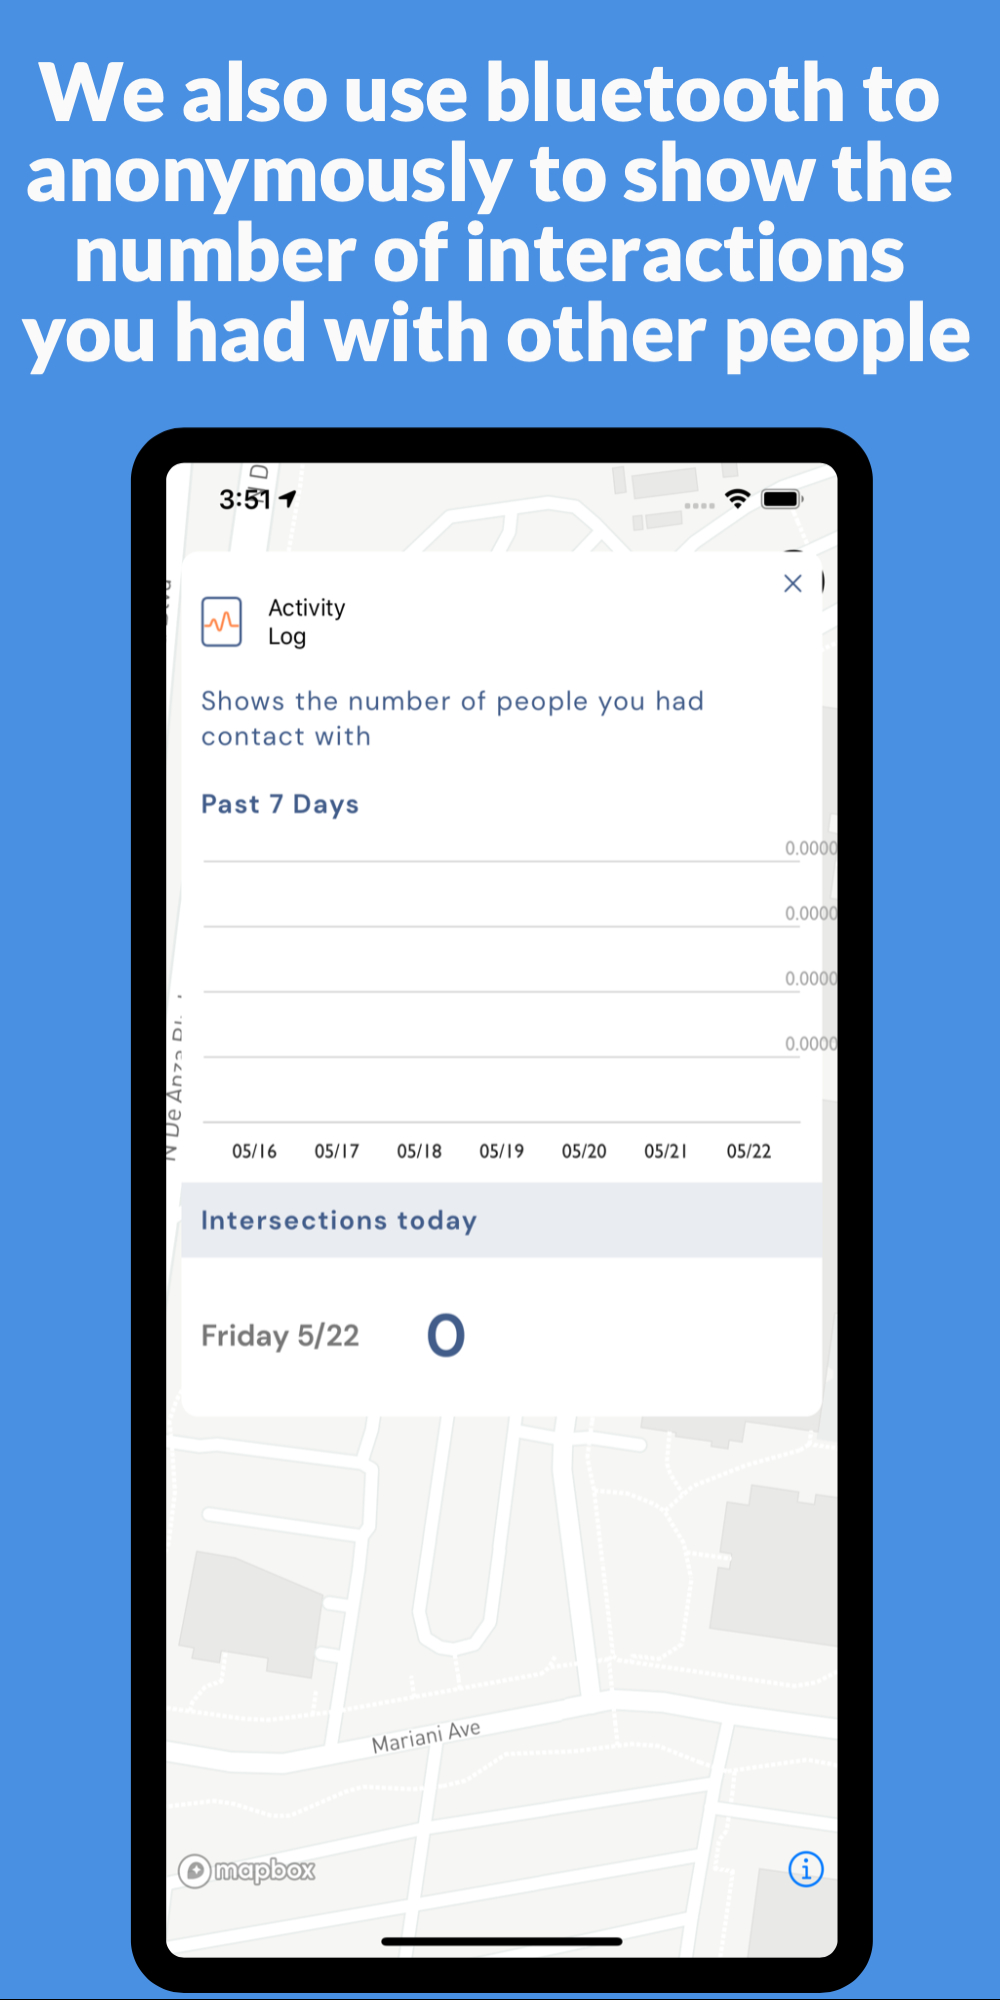 We also use bluetooth to
anonymously to show the
number of interactions
you had with other people
3:51
Activity
Log
Shows the number of people you had
contact with
Past 7 Days
0.0000
0.0000
0.0000
0.0000
05/16 05/17 05/18 05/19 05/20 05/21 05/22
Intersections today
Friday 5/22 0
N De Anza
Mariani Ave
mapbox